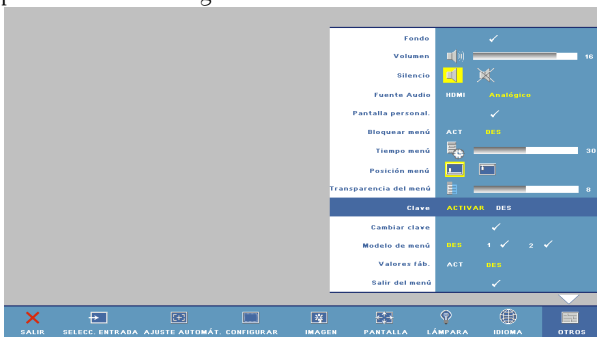 Fondo
Volumen 16
Silencio
Fuente Audio HDMI Analógico
Pantalla personal.
Bloquear menú ACT DES
Tiempo menú 30
Posición menú
Transparencia del menú 8
Clave ACTIVAR DES
Cambiar clave
Modelo de menú DES 1 2
Valores fáb. ACT DES
Salir del menú
SALIR SELECC. ENTRADA AJUSTE AUTOMÁT. CONFIGURAR IMAGEN PANTALLA LÁMPARA IDIOMA OTROS